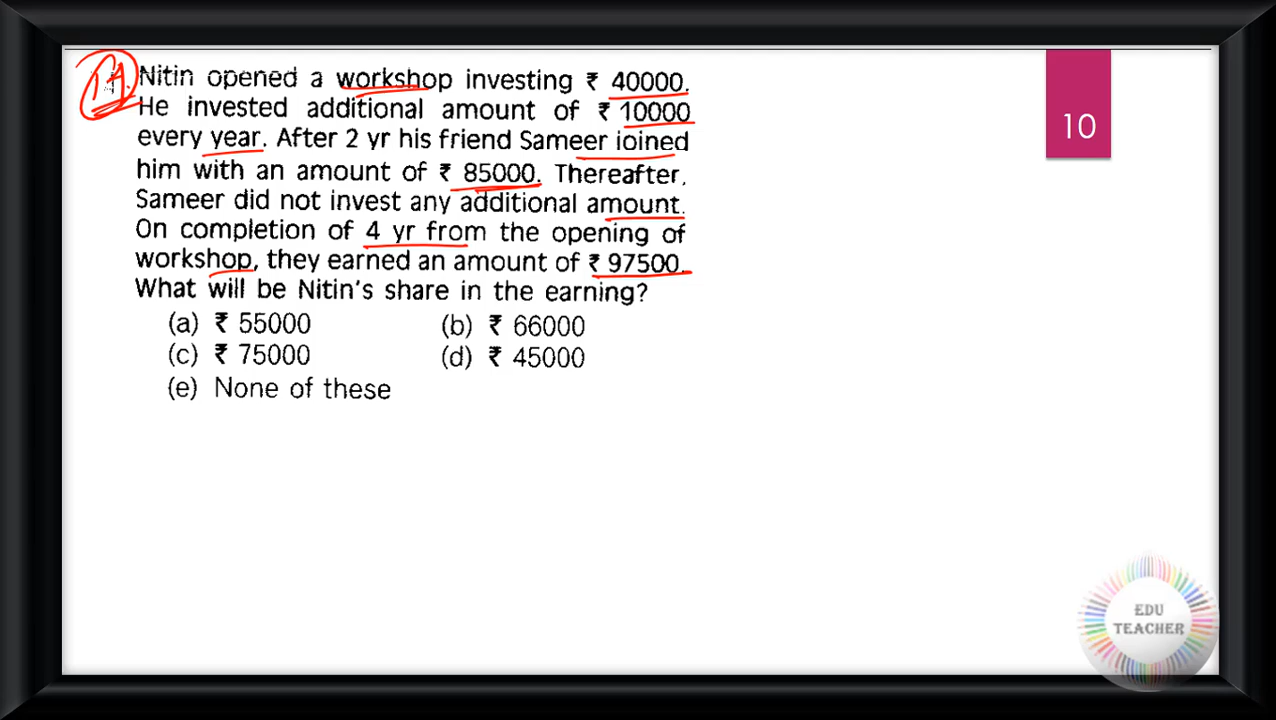 14. Nitin opened a workshop investing ₹ 40000.
He invested additional amount of ₹ 10000
every year. After 2 yr his friend Sameer joined
him with an amount of ₹ 85000. Thereafter,
Sameer did not invest any additional amount.
On completion of 4 yr from the opening of
workshop, they earned an amount of ₹ 97500.
What will be Nitin's share in the earning?
(a) ₹ 55000 (b) ₹ 66000
(c) ₹ 75000 (d) ₹ 45000
(e) None of these
10
EDU
TEACHER